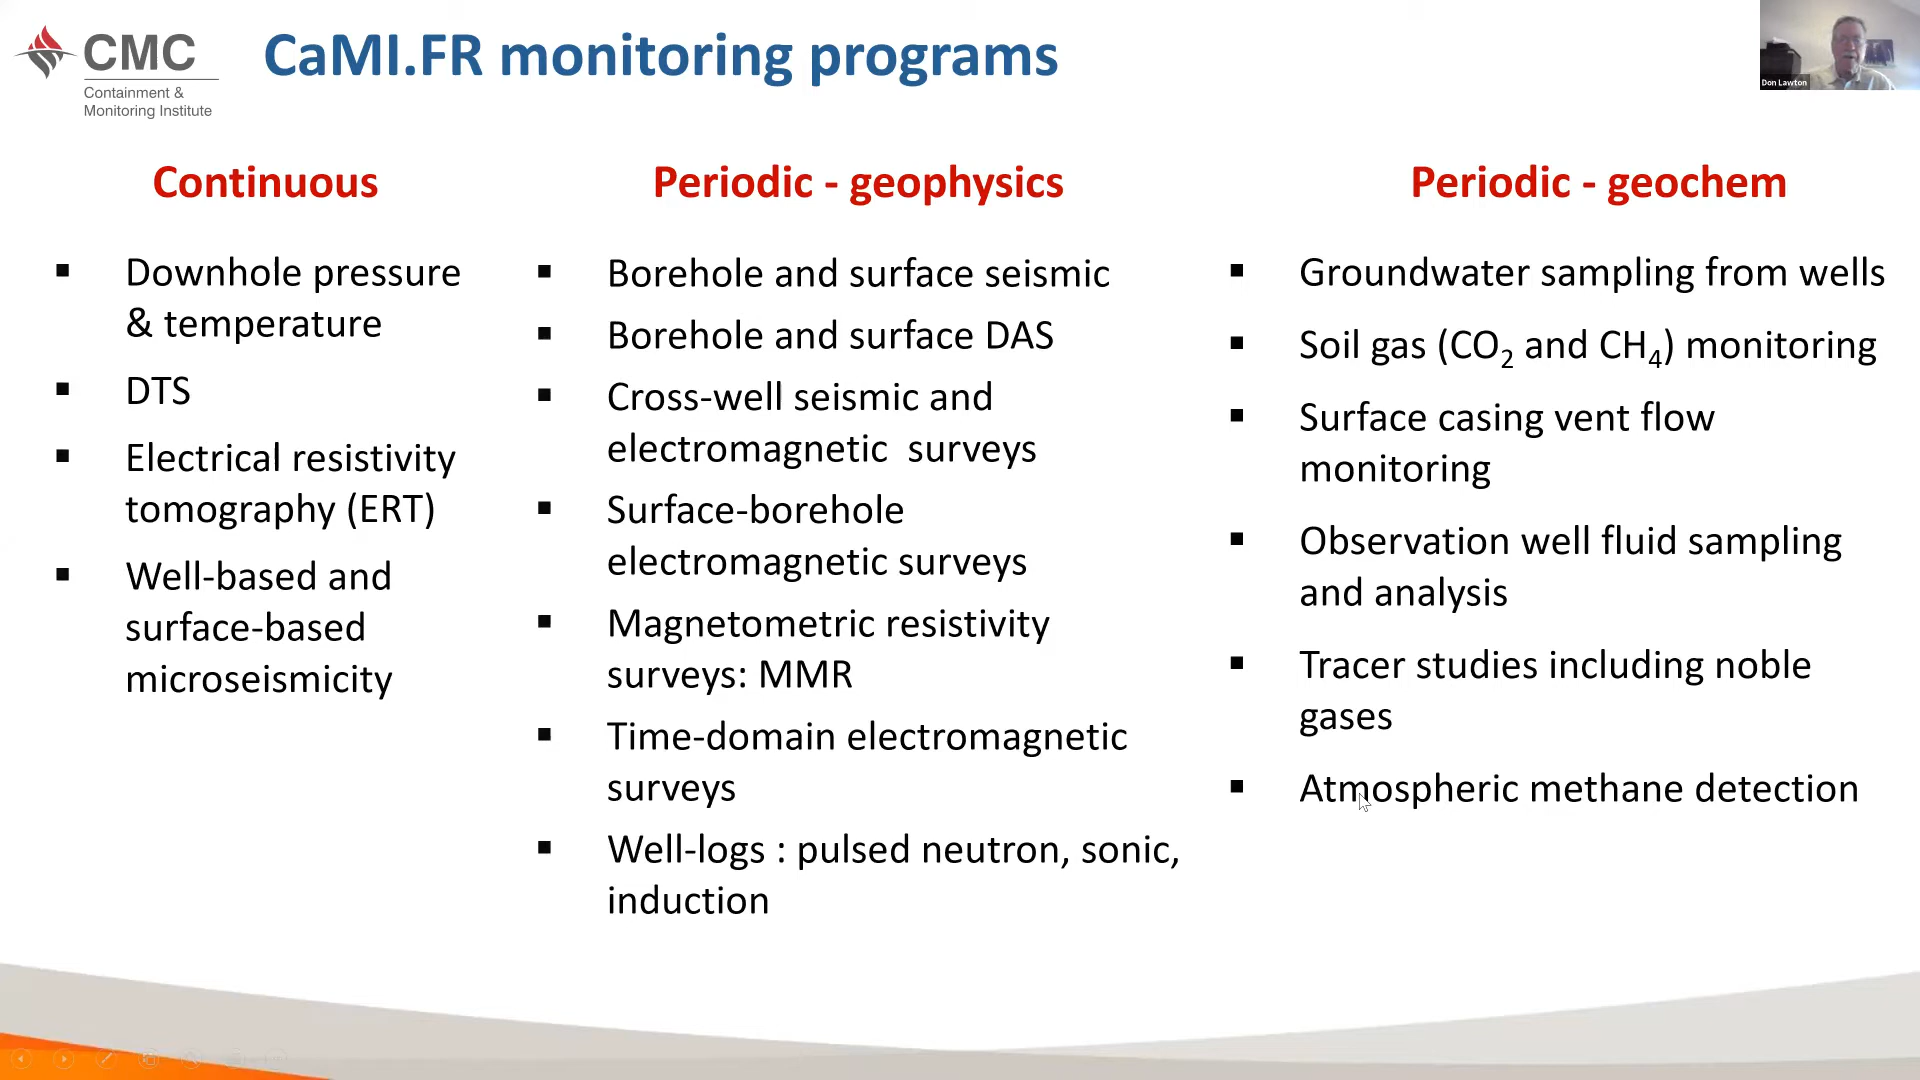 CMC
Containment &
Monitoring Institute
CaMI.FR monitoring programs
Don Lawton
Continuous
▪ Downhole pressure
& temperature
▪ DTS
▪ Electrical resistivity
tomography (ERT)
▪ Well-based and
surface-based
microseismicity
Periodic - geophysics
▪ Borehole and surface seismic
▪ Borehole and surface DAS
▪ Cross-well seismic and
electromagnetic  surveys
▪ Surface-borehole
electromagnetic surveys
▪ Magnetometric resistivity
surveys: MMR
▪ Time-domain electromagnetic
surveys
▪ Well-logs : pulsed neutron, sonic,
induction
Periodic - geochem
▪ Groundwater sampling from wells
▪ Soil gas (CO₂ and CH₄) monitoring
▪ Surface casing vent flow
monitoring
▪ Observation well fluid sampling
and analysis
▪ Tracer studies including noble
gases
▪ Atmospheric methane detection